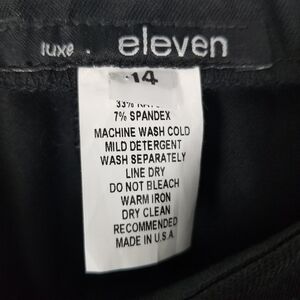 luxe . eleven
14
33%
7% SPANDEX
MACHINE WASH COLD
MILD DETERGENT
WASH SEPARATELY
LINE DRY
DO NOT BLEACH
WARM IRON
DRY CLEAN
RECOMMENDED
MADE IN U.S.A.